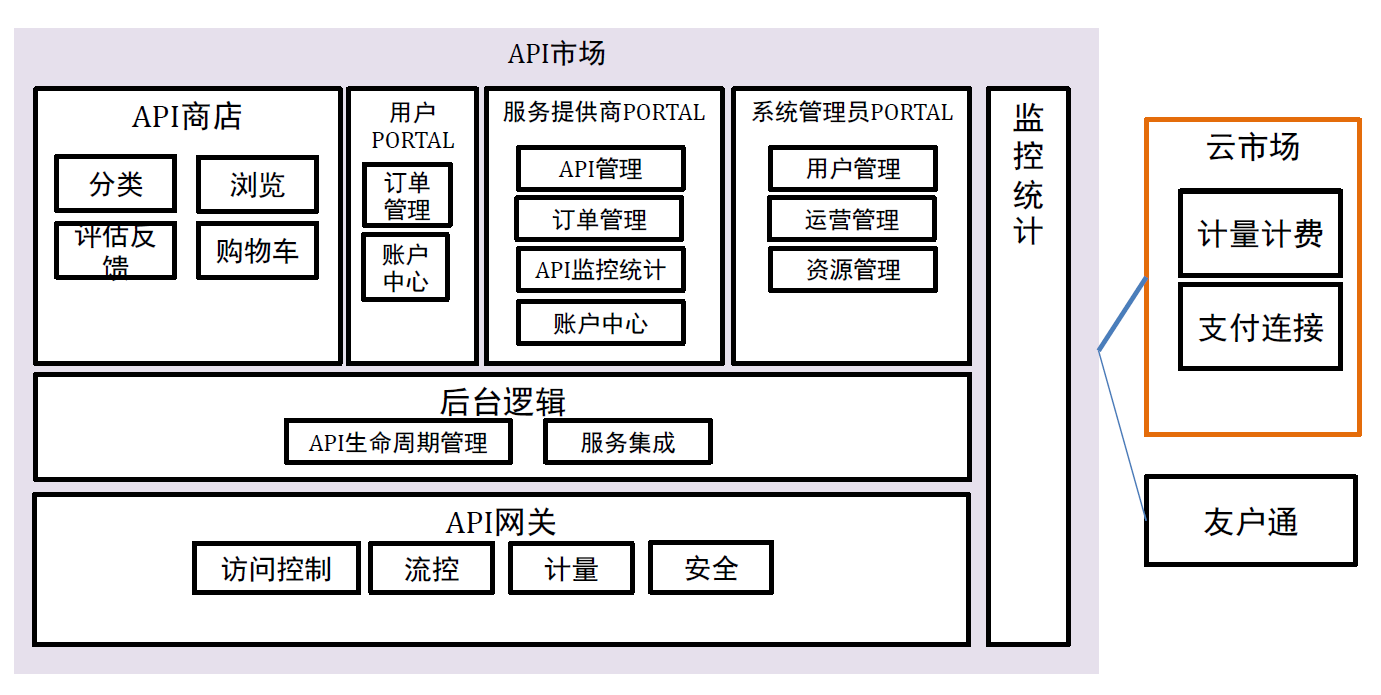 API市场
API商店
分类
浏览
评估反
馈
购物车
用户
PORTAL
订单
管理
账户
中心
服务提供商PORTAL
API管理
订单管理
API监控统计
账户中心
系统管理员PORTAL
用户管理
运营管理
资源管理
监
控
统
计
后台逻辑
API生命周期管理
服务集成
API网关
访问控制
流控
计量
安全
云市场
计量计费
支付连接
友户通